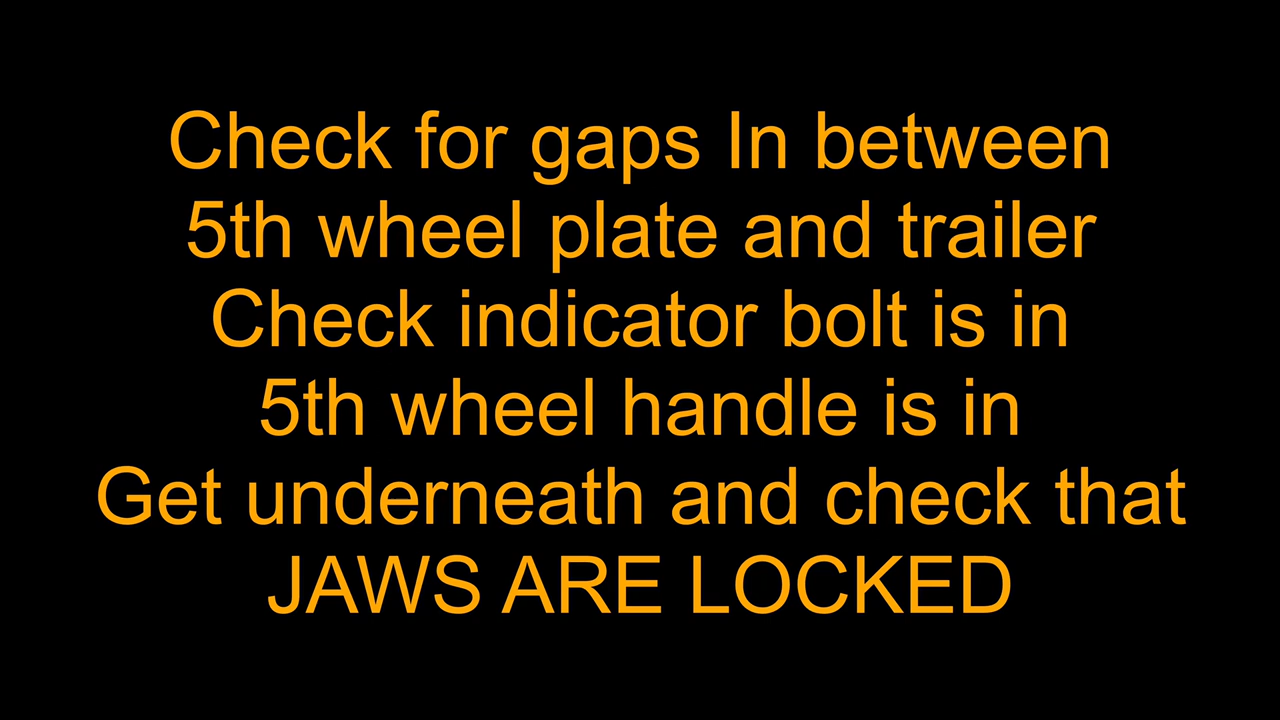 Check for gaps In between
5th wheel plate and trailer
Check indicator bolt is in
5th wheel handle is in
Get underneath and check that
JAWS ARE LOCKED